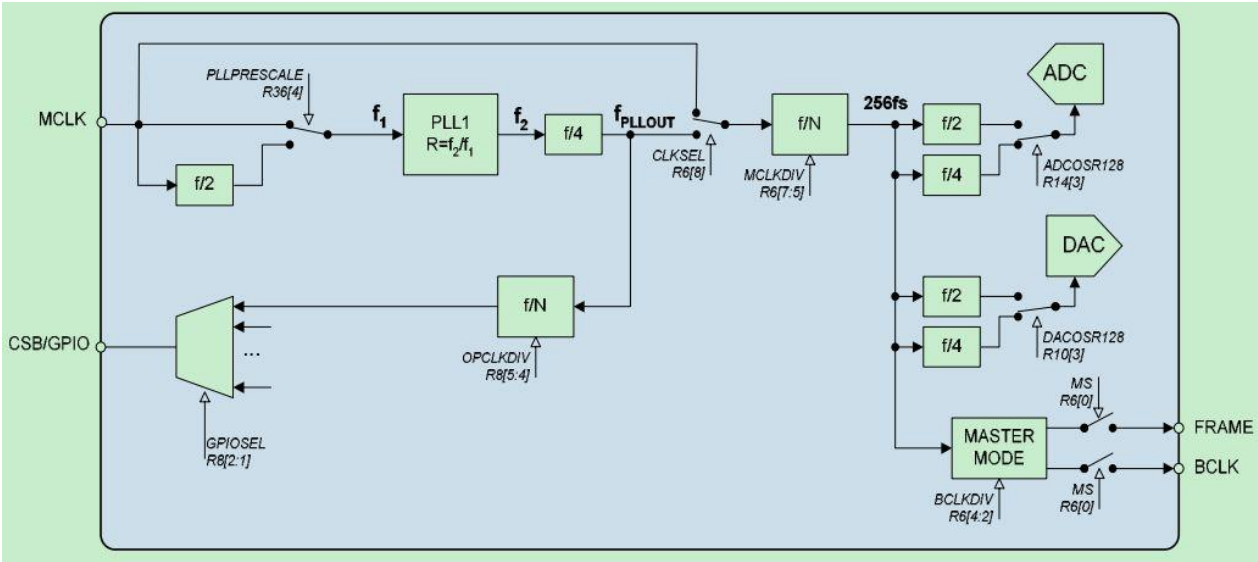 PLLPRESCALE
R36[4]
MCLK
f/2
f1
PLL1
R=f2/f1
f2
f/4
fPLLOUT
CLKSEL
R6[8]
f/N
MCLKDIV
R6[7:5]
256fs
f/2
f/4
ADC
ADCOSR128
R14[3]
DAC
f/2
f/4
DACOSR128
R10[3]
f/N
OPCLKDIV
R8[5:4]
CSB/GPIO
...
GPIOSEL
R8[2:1]
MASTER
MODE
BCLKDIV
R6[4:2]
MS
R6[0]
FRAME
BCLK
MS
R6[0]